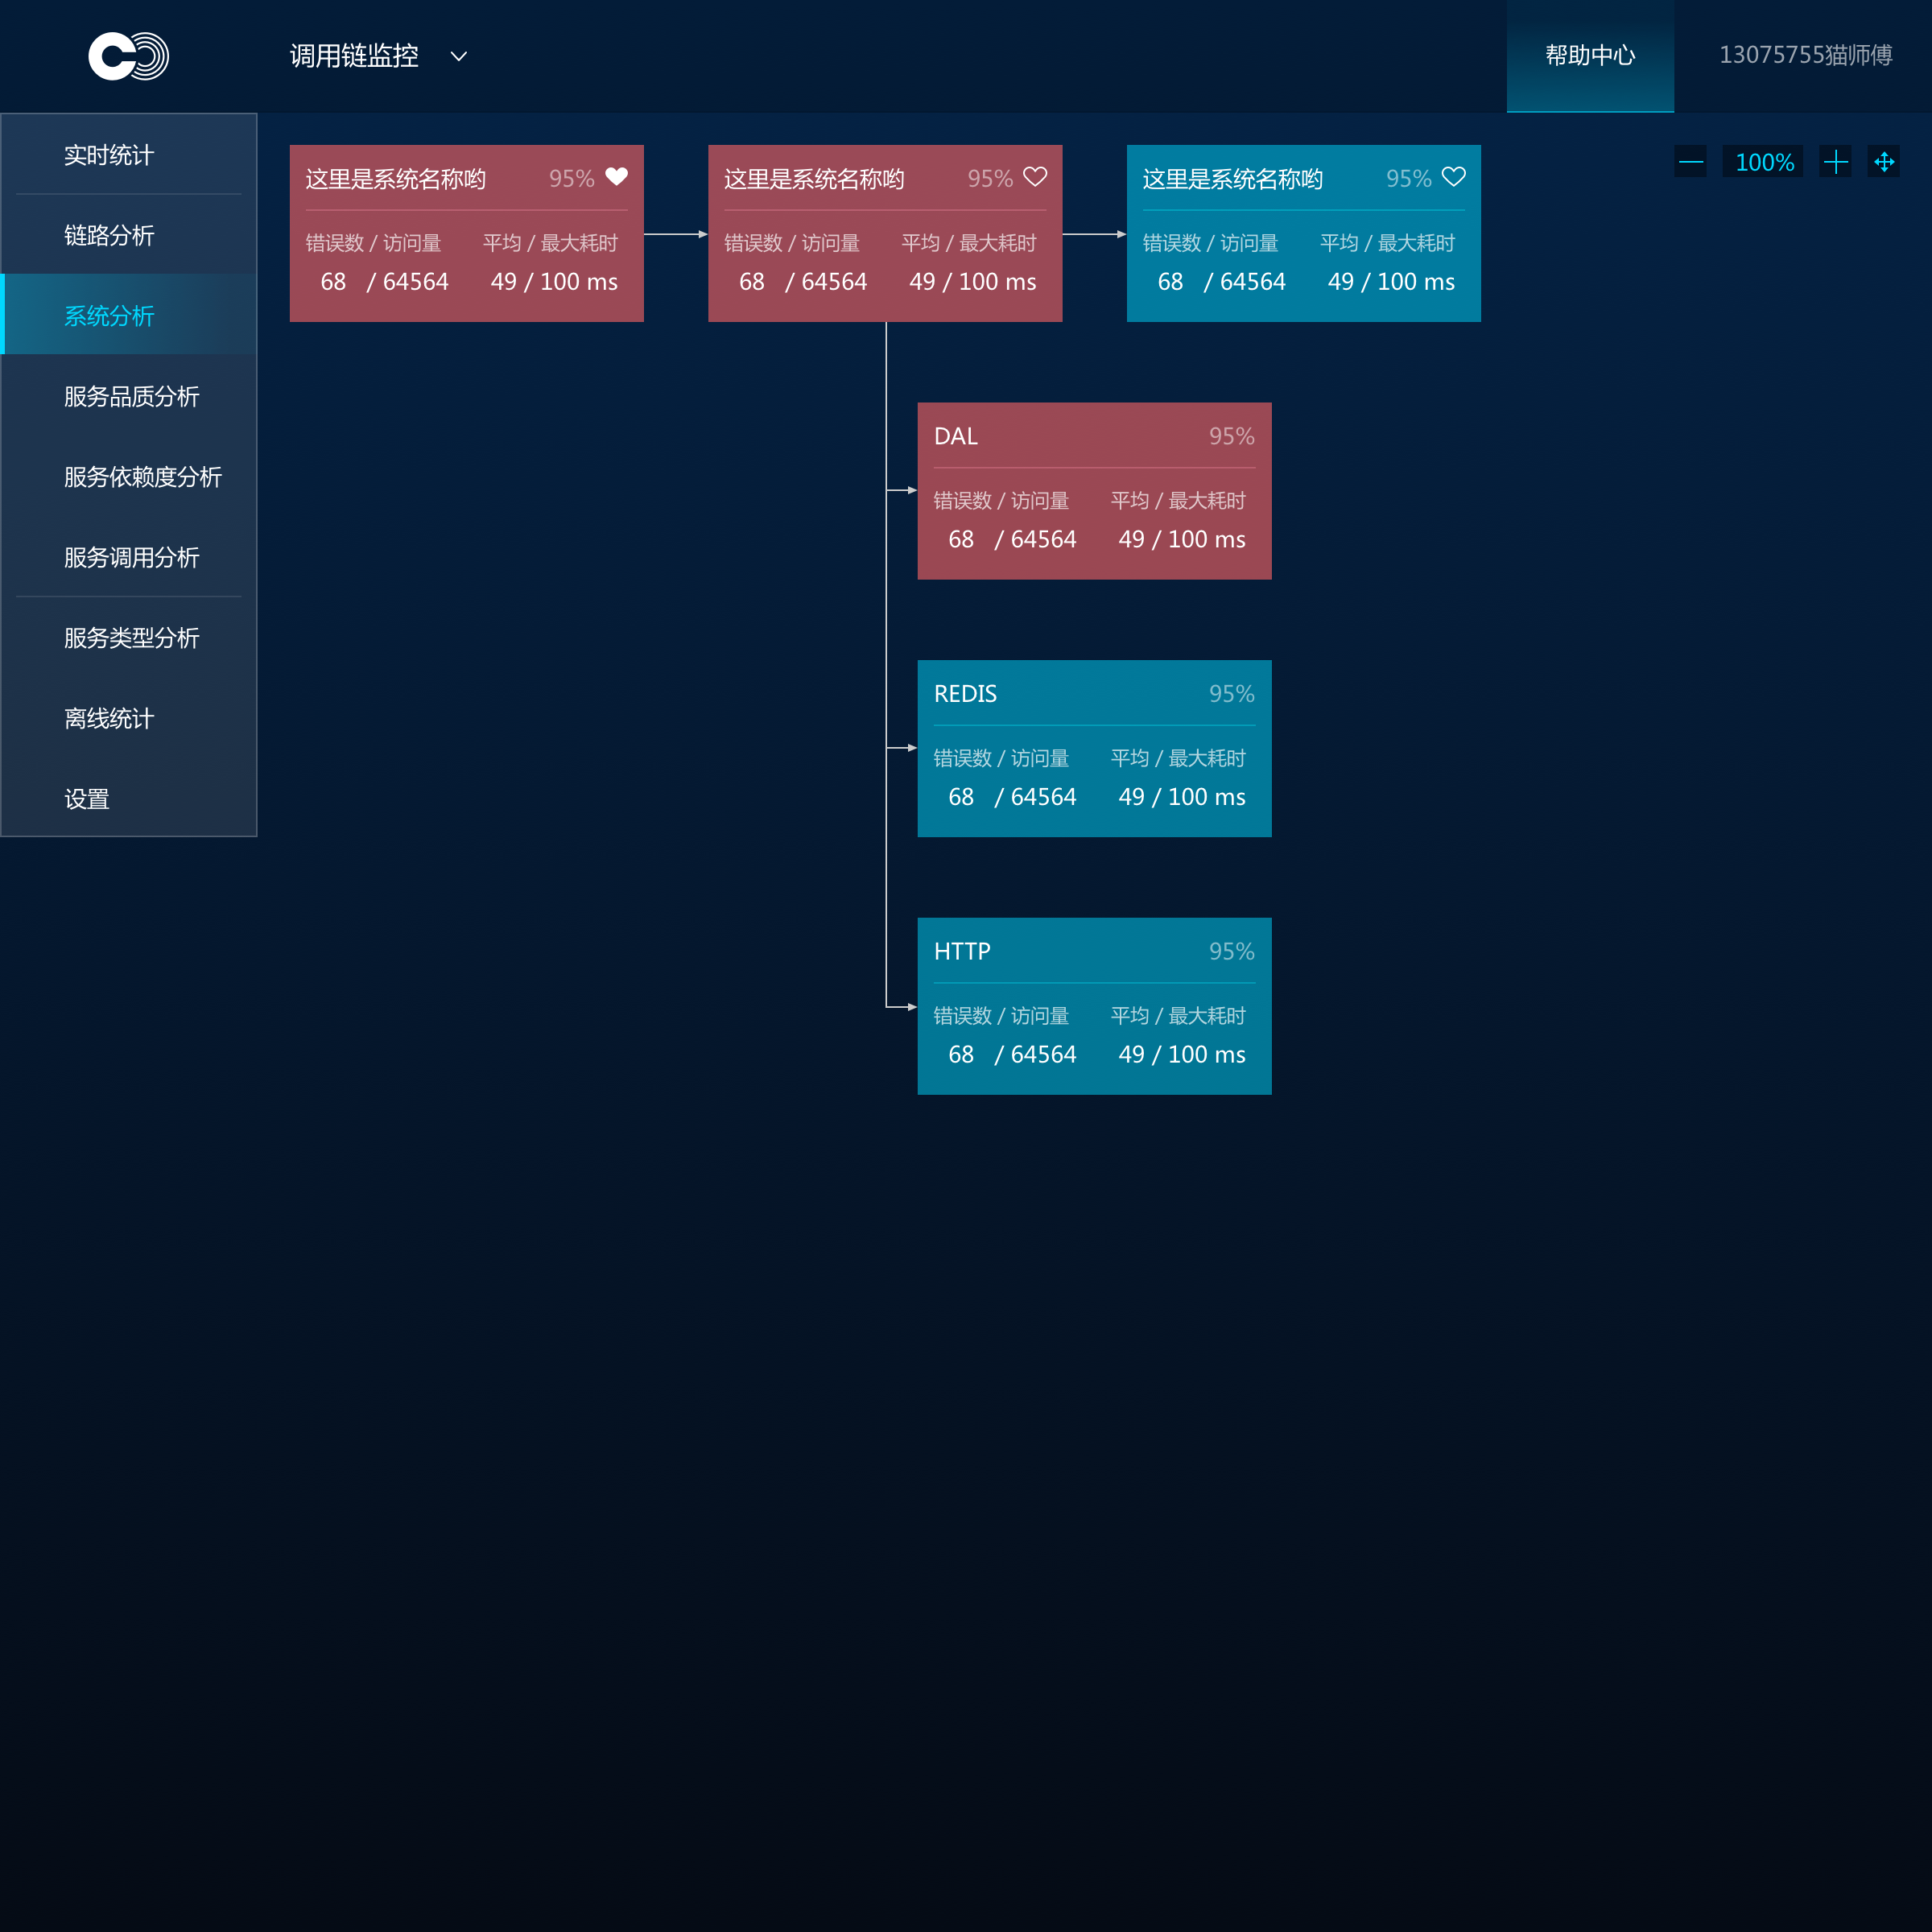 调用链监控
帮助中心
13075755猫师傅
实时统计
链路分析
系统分析
服务品质分析
服务依赖度分析
服务调用分析
服务类型分析
离线统计
设置
这里是系统名称哟 95%
错误数 / 访问量 平均 / 最大耗时
68 / 64564 49 / 100 ms
这里是系统名称哟 95%
错误数 / 访问量 平均 / 最大耗时
68 / 64564 49 / 100 ms
这里是系统名称哟 95%
错误数 / 访问量 平均 / 最大耗时
68 / 64564 49 / 100 ms
100%
DAL 95%
错误数 / 访问量 平均 / 最大耗时
68 / 64564 49 / 100 ms
REDIS 95%
错误数 / 访问量 平均 / 最大耗时
68 / 64564 49 / 100 ms
HTTP 95%
错误数 / 访问量 平均 / 最大耗时
68 / 64564 49 / 100 ms